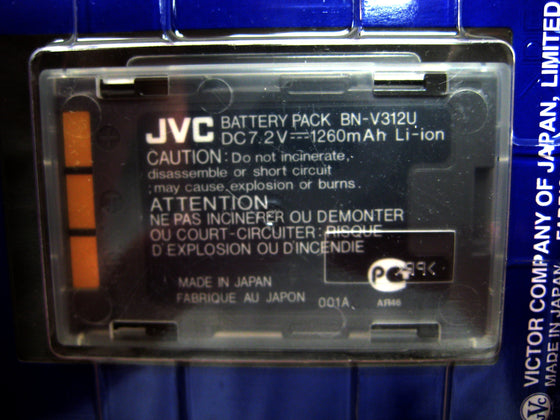 JVC BATTERY PACK BN-V312U
DC7.2V⎓1260mAh Li-ion
CAUTION: Do not incinerate,
disassemble or short circuit
; may cause explosion or burns.
ATTENTION
NE PAS INCINERER OU DEMONTER
OU COURT-CIRCUITER: RISQUE
D'EXPLOSION OU D'INCENDIE
MADE IN JAPAN
FABRIQUE AU JAPON 001A
AR46
VICTOR COMPANY OF JAPAN, LIMITED
MADE IN JAPAN